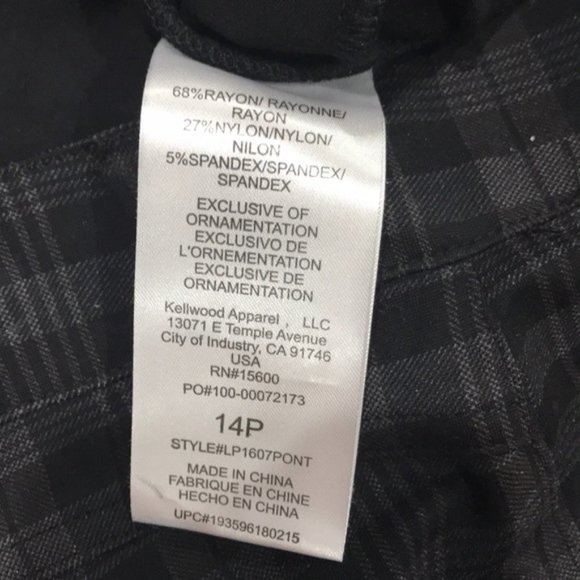 68%RAYON/ RAYONNE/
RAYON
27%NYLON/NYLON/
NILON
5%SPANDEX/SPANDEX/
SPANDEX
EXCLUSIVE OF
ORNAMENTATION
EXCLUSIVO DE
L'ORNEMENTATION
EXCLUSIVE DE
ORNAMENTATION
Kellwood Apparel , LLC
13071 E Temple Avenue
City of Industry, CA 91746
USA
RN#15600
PO#100-00072173
14P
STYLE#LP1607PONT
MADE IN CHINA
FABRIQUE EN CHINE
HECHO EN CHINA
UPC#193596180215